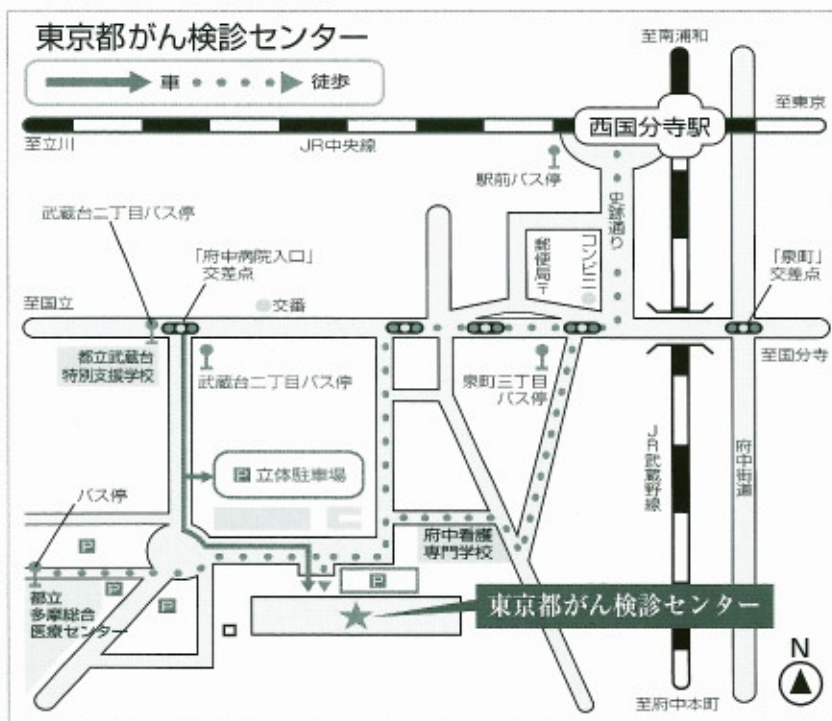 東京都がん検診センター
車
徒歩
至南浦和
至東京
西国分寺駅
至立川
JR中央線
駅前バス停
史跡通り
武蔵台二丁目バス停
「府中病院入口」
交差点
郵便局〒
コンビニ
「泉町」
交差点
至国立
交番
都立武蔵台
特別支援学校
武蔵台二丁目バス停
泉町三丁目
バス停
至国分寺
JR武蔵野線
府中街道
P 立体駐車場
バス停
P
府中看護
専門学校
P
P
P
都立
多摩総合
医療センター
東京都がん検診センター
N
至府中本町